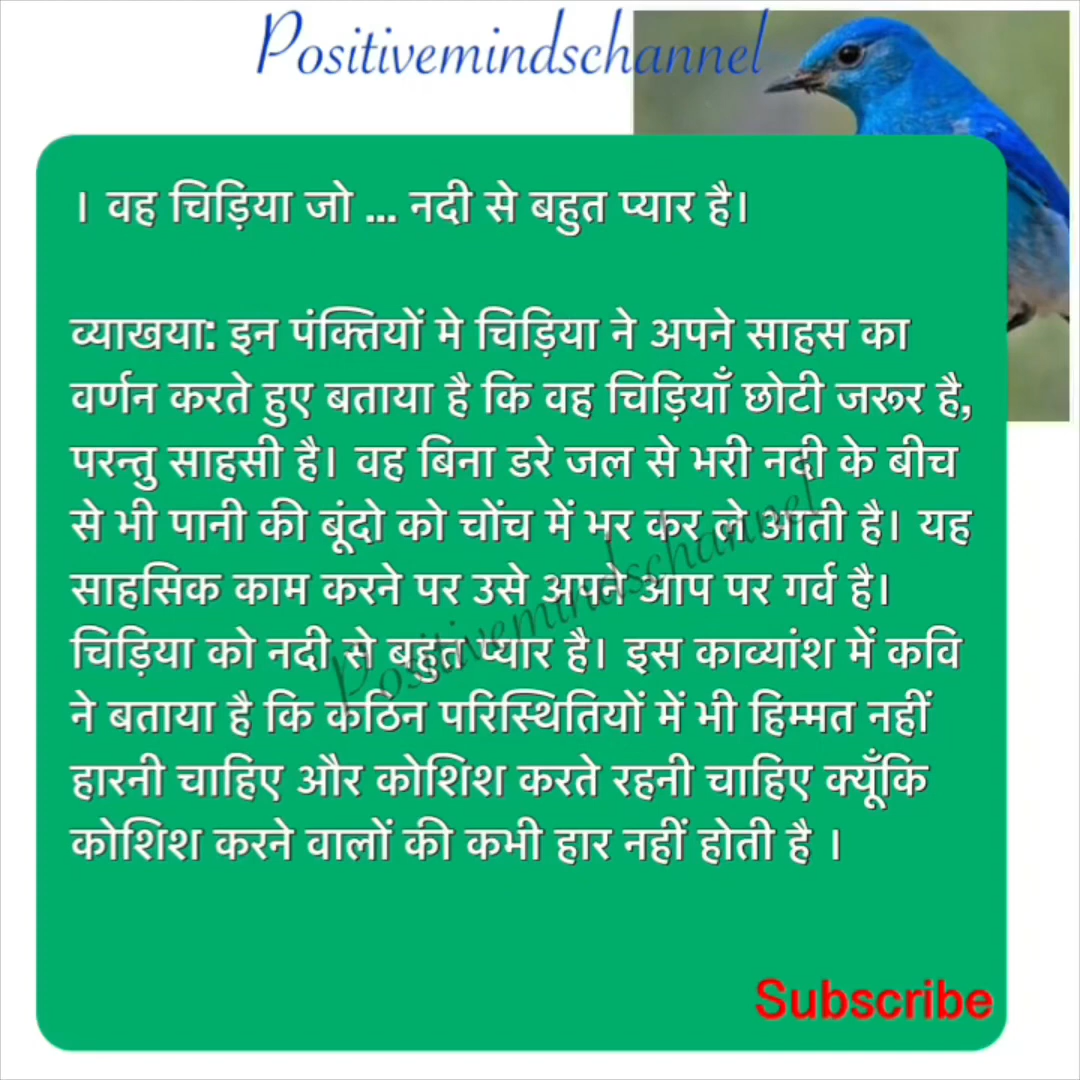 Positivemindschannel
। वह चिड़िया जो ... नदी से बहुत प्यार है।
व्याखया: इन पंक्तियों मे चिड़िया ने अपने साहस का
वर्णन करते हुए बताया है कि वह चिड़ियाँ छोटी जरूर है,
परन्तु साहसी है। वह बिना डरे जल से भरी नदी के बीच
से भी पानी की बूंदो को चोंच में भर कर ले आती है। यह
साहसिक काम करने पर उसे अपने आप पर गर्व है।
चिड़िया को नदी से बहुत प्यार है। इस काव्यांश में कवि
ने बताया है कि कठिन परिस्थितियों में भी हिम्मत नहीं
हारनी चाहिए और कोशिश करते रहनी चाहिए क्यूँकि
कोशिश करने वालों की कभी हार नहीं होती है ।
Positivemindschannel
Subscribe